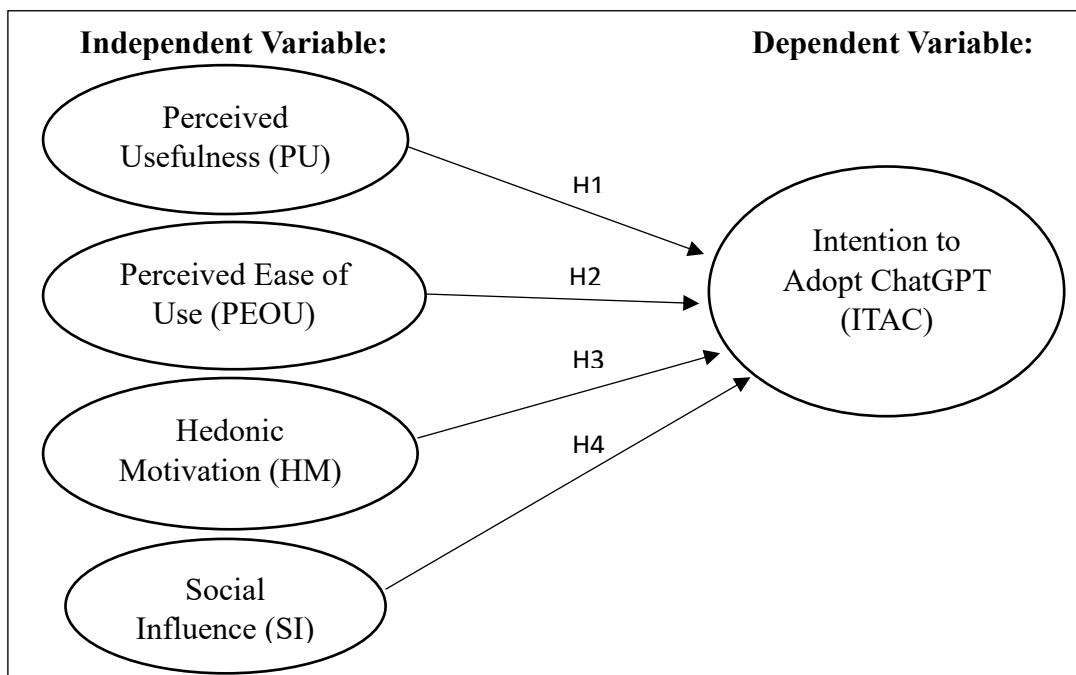 Independent Variable:
Dependent Variable:
Perceived
Usefulness (PU)
H1
Perceived Ease of
Use (PEOU)
H2
Intention to
Adopt ChatGPT
(ITAC)
H3
Hedonic
Motivation (HM)
H4
Social
Influence (SI)